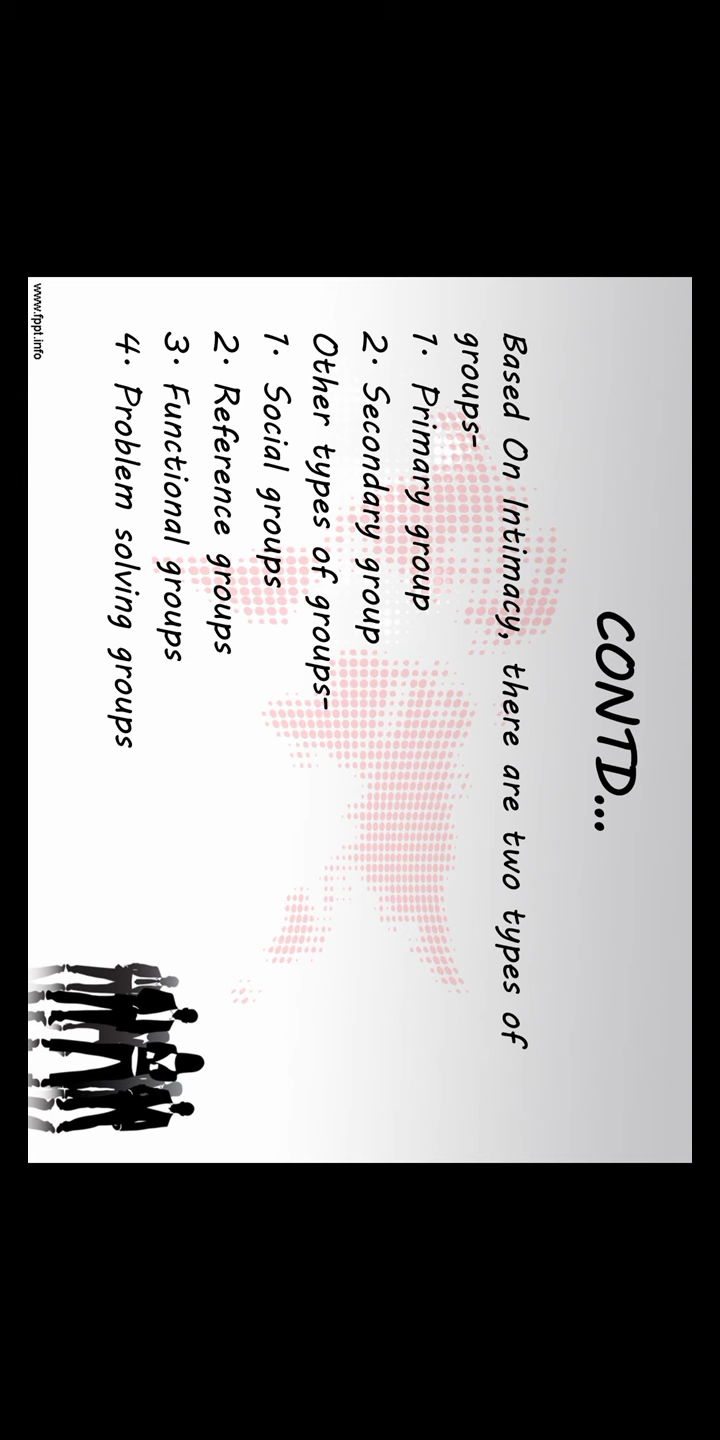 CONTD...
Based On Intimacy, there are two types of
groups-
1. Primary group
2. Secondary group
Other types of groups-
1. Social groups
2. Reference groups
3. Functional groups
4. Problem solving groups
www.fppt.info